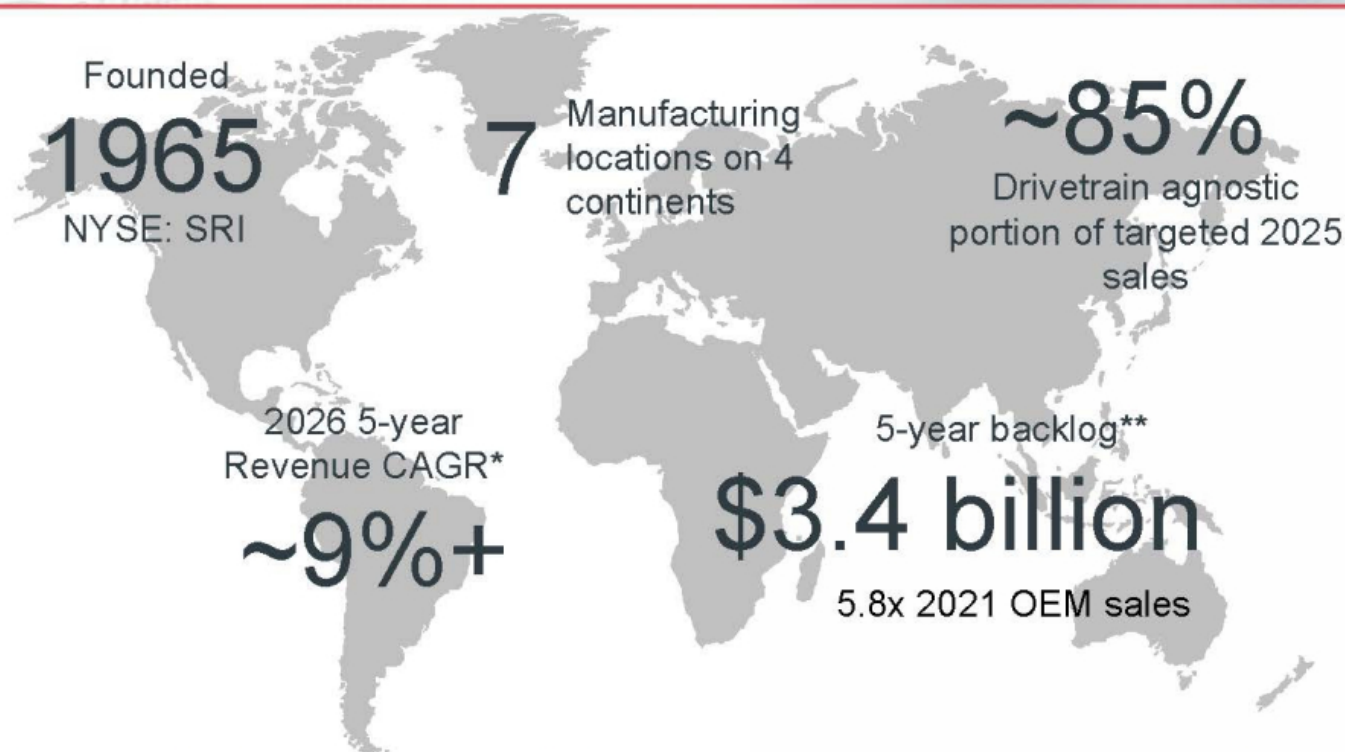 Founded
1965
NYSE: SRI
7
Manufacturing
locations on 4
continents
~85%
Drivetrain agnostic
portion of targeted 2025
sales
2026 5-year
Revenue CAGR*
~9%+
5-year backlog**
$3.4 billion
5.8x 2021 OEM sales